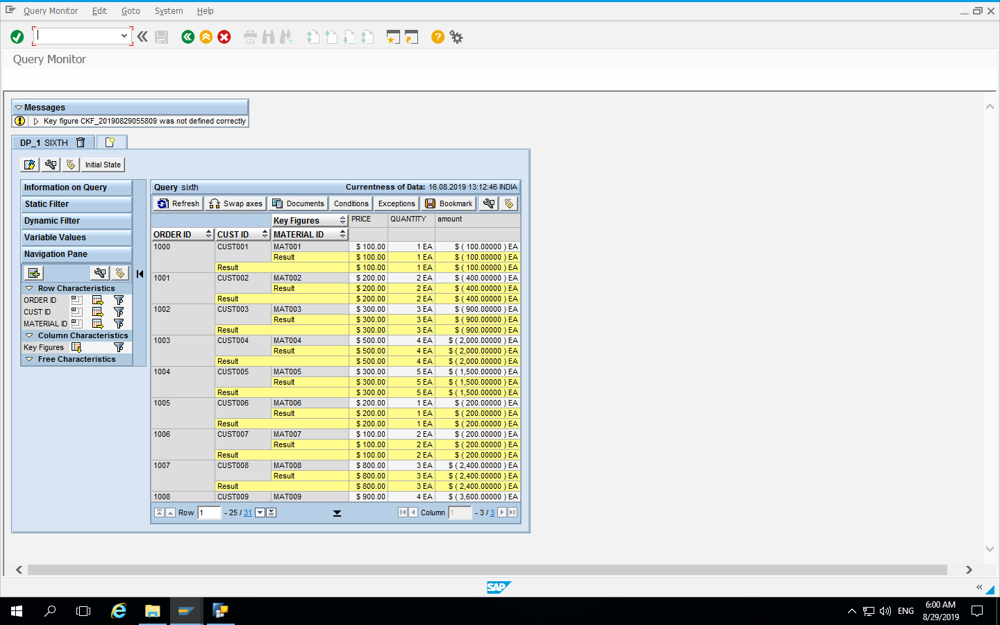 Query Monitor Edit Goto System Help
Query Monitor
Messages
Key figure CKF_20190829055809 was not defined correctly
DP_1 SIXTH
Initial State
Information on Query
Static Filter
Dynamic Filter
Variable Values
Navigation Pane
Row Characteristics
ORDER ID
CUST ID
MATERIAL ID
Column Characteristics
Key Figures
Free Characteristics
Query sixth Currentness of Data: 16.08.2019 13:12:46 INDIA
Refresh Swap axes Documents Conditions Exceptions Bookmark
Key Figures PRICE QUANTITY amount
ORDER ID CUST ID MATERIAL ID
1000 CUST001 MAT001 $ 100.00 1 EA $ ( 100.00000 ) EA
Result $ 100.00 1 EA $ ( 100.00000 ) EA
Result $ 100.00 1 EA $ ( 100.00000 ) EA
1001 CUST002 MAT002 $ 200.00 2 EA $ ( 400.00000 ) EA
Result $ 200.00 2 EA $ ( 400.00000 ) EA
Result $ 200.00 2 EA $ ( 400.00000 ) EA
1002 CUST003 MAT003 $ 300.00 3 EA $ ( 900.00000 ) EA
Result $ 300.00 3 EA $ ( 900.00000 ) EA
Result $ 300.00 3 EA $ ( 900.00000 ) EA
1003 CUST004 MAT004 $ 500.00 4 EA $ ( 2,000.00000 ) EA
Result $ 500.00 4 EA $ ( 2,000.00000 ) EA
Result $ 500.00 4 EA $ ( 2,000.00000 ) EA
1004 CUST005 MAT005 $ 300.00 5 EA $ ( 1,500.00000 ) EA
Result $ 300.00 5 EA $ ( 1,500.00000 ) EA
Result $ 300.00 5 EA $ ( 1,500.00000 ) EA
1005 CUST006 MAT006 $ 200.00 1 EA $ ( 200.00000 ) EA
Result $ 200.00 1 EA $ ( 200.00000 ) EA
Result $ 200.00 1 EA $ ( 200.00000 ) EA
1006 CUST007 MAT007 $ 100.00 2 EA $ ( 200.00000 ) EA
Result $ 100.00 2 EA $ ( 200.00000 ) EA
Result $ 100.00 2 EA $ ( 200.00000 ) EA
1007 CUST008 MAT008 $ 800.00 3 EA $ ( 2,400.00000 ) EA
Result $ 800.00 3 EA $ ( 2,400.00000 ) EA
Result $ 800.00 3 EA $ ( 2,400.00000 ) EA
1008 CUST009 MAT009 $ 900.00 4 EA $ ( 3,600.00000 ) EA
Row 1 - 25 / 31 Column 1 - 3 / 3
SAP
ENG
6:00 AM
8/29/2019